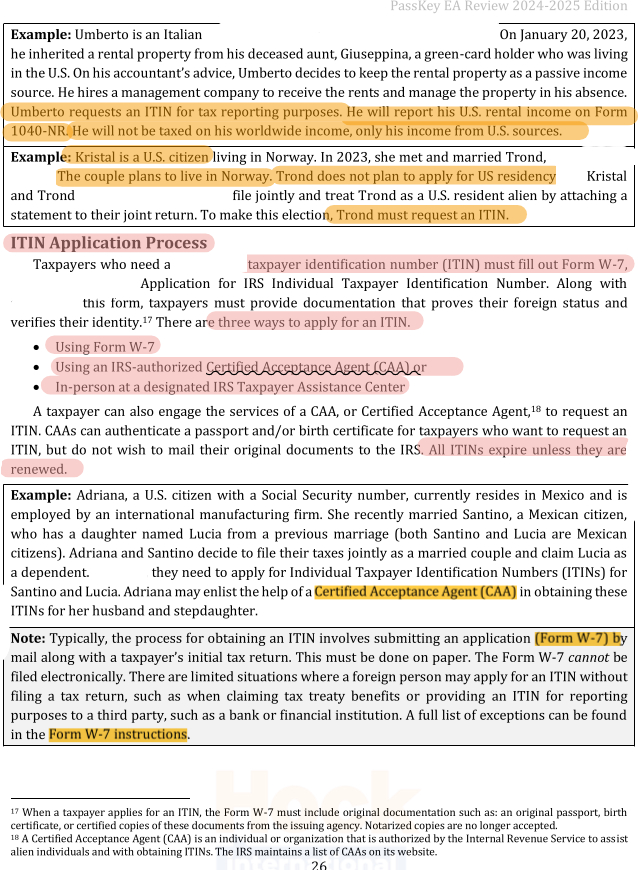 PassKey EA Review 2024-2025 Edition
Example: Umberto is an Italian On January 20, 2023,
he inherited a rental property from his deceased aunt, Giuseppina, a green-card holder who was living
in the U.S. On his accountant's advice, Umberto decides to keep the rental property as a passive income
source. He hires a management company to receive the rents and manage the property in his absence.
Umberto requests an ITIN for tax reporting purposes. He will report his U.S. rental income on Form
1040-NR. He will not be taxed on his worldwide income, only his income from U.S. sources.
Example: Kristal is a U.S. citizen living in Norway. In 2023, she met and married Trond,
The couple plans to live in Norway. Trond does not plan to apply for US residency Kristal
and Trond file jointly and treat Trond as a U.S. resident alien by attaching a
statement to their joint return. To make this election, Trond must request an ITIN.
ITIN Application Process
Taxpayers who need a taxpayer identification number (ITIN) must fill out Form W-7,
Application for IRS Individual Taxpayer Identification Number. Along with
this form, taxpayers must provide documentation that proves their foreign status and
verifies their identity.17 There are three ways to apply for an ITIN.
• Using Form W-7
• Using an IRS-authorized Certified Acceptance Agent (CAA) or
• In-person at a designated IRS Taxpayer Assistance Center
A taxpayer can also engage the services of a CAA, or Certified Acceptance Agent,18 to request an
ITIN. CAAs can authenticate a passport and/or birth certificate for taxpayers who want to request an
ITIN, but do not wish to mail their original documents to the IRS. All ITINs expire unless they are
renewed.
Example: Adriana, a U.S. citizen with a Social Security number, currently resides in Mexico and is
employed by an international manufacturing firm. She recently married Santino, a Mexican citizen,
who has a daughter named Lucia from a previous marriage (both Santino and Lucia are Mexican
citizens). Adriana and Santino decide to file their taxes jointly as a married couple and claim Lucia as
a dependent. they need to apply for Individual Taxpayer Identification Numbers (ITINs) for
Santino and Lucia. Adriana may enlist the help of a Certified Acceptance Agent (CAA) in obtaining these
ITINs for her husband and stepdaughter.
Note: Typically, the process for obtaining an ITIN involves submitting an application (Form W-7) by
mail along with a taxpayer's initial tax return. This must be done on paper. The Form W-7 cannot be
filed electronically. There are limited situations where a foreign person may apply for an ITIN without
filing a tax return, such as when claiming tax treaty benefits or providing an ITIN for reporting
purposes to a third party, such as a bank or financial institution. A full list of exceptions can be found
in the Form W-7 instructions.
17 When a taxpayer applies for an ITIN, the Form W-7 must include original documentation such as: an original passport, birth
certificate, or certified copies of these documents from the issuing agency. Notarized copies are no longer accepted.
18 A Certified Acceptance Agent (CAA) is an individual or organization that is authorized by the Internal Revenue Service to assist
alien individuals and with obtaining ITINs. The IRS maintains a list of CAAs on its website.
Hock
international
26